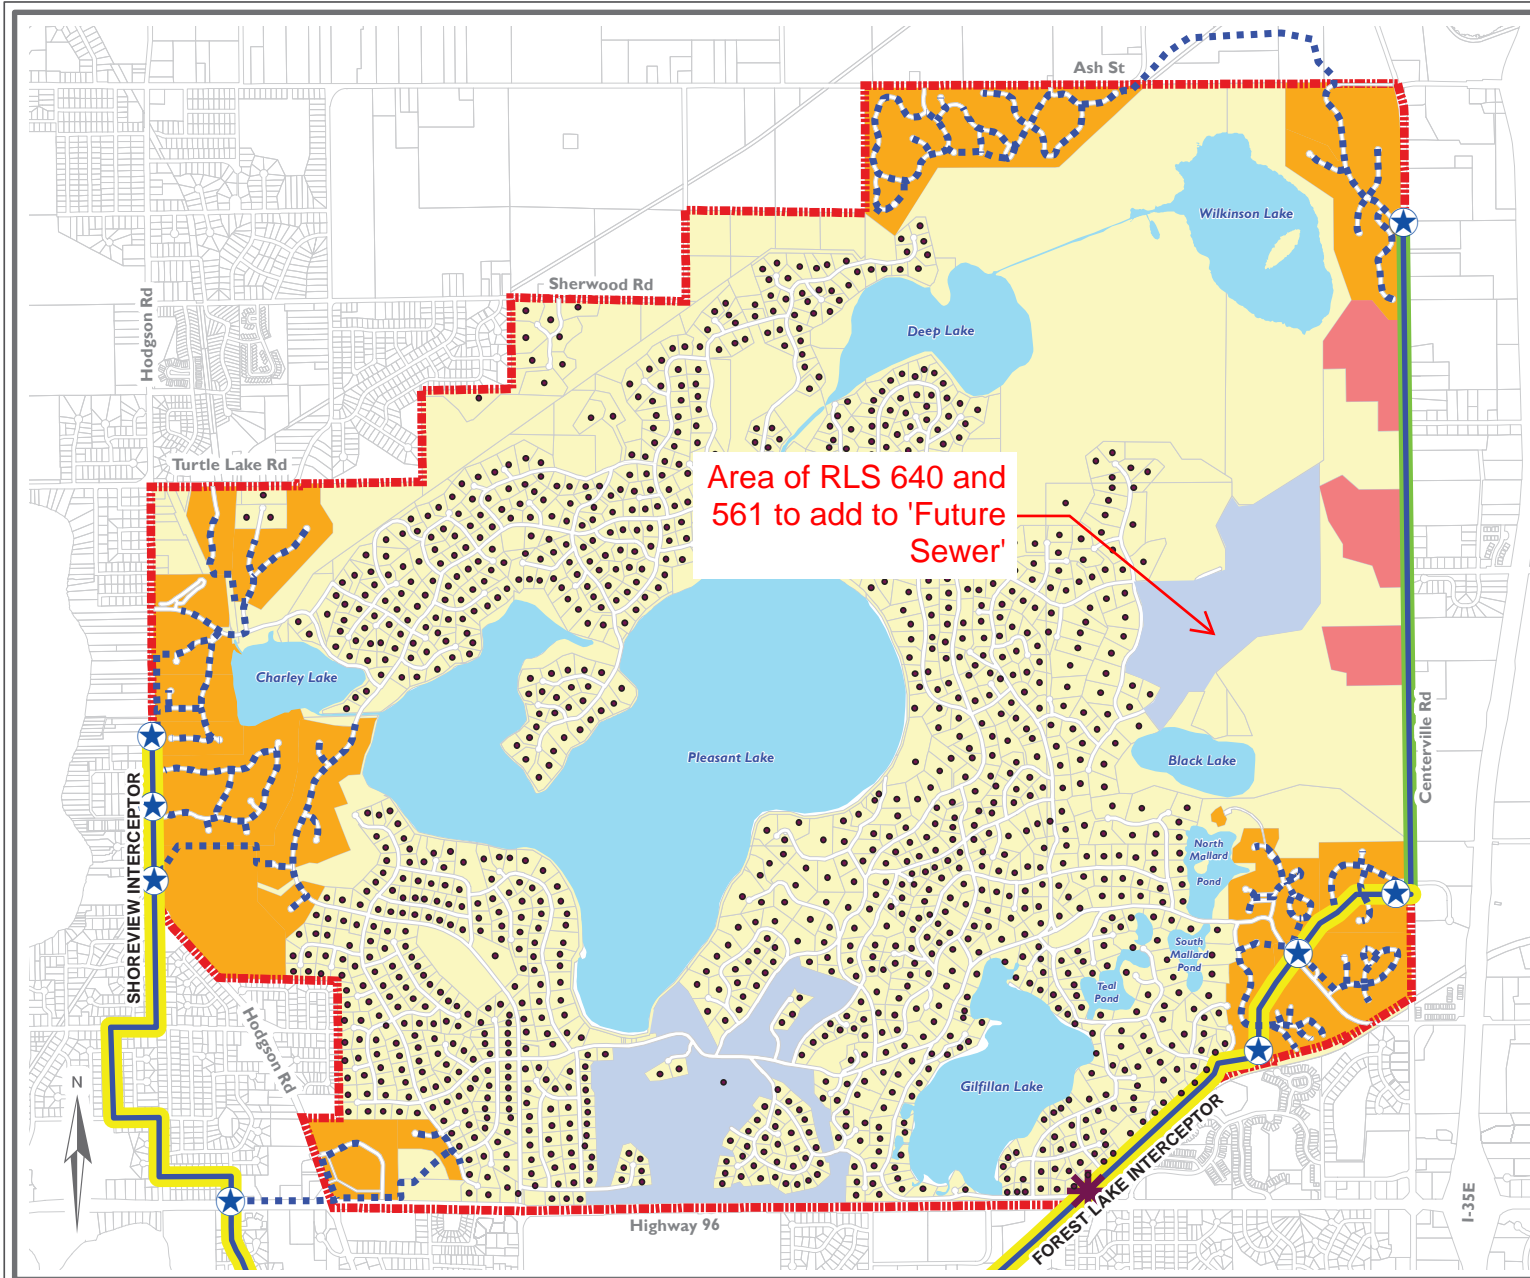 Ash St
Wilkinson Lake
Sherwood Rd
Deep Lake
Hodgson Rd
Turtle Lake Rd
Area of RLS 640 and
561 to add to 'Future
Sewer'
Charley Lake
Pleasant Lake
Black Lake
Centerville Rd
SHOREVIEW INTERCEPTOR
North
Mallard
Pond
South
Mallard
Pond
Teal
Pond
Hodgson Rd
N
Gilfillan Lake
FOREST LAKE INTERCEPTOR
Highway 96
I-35E